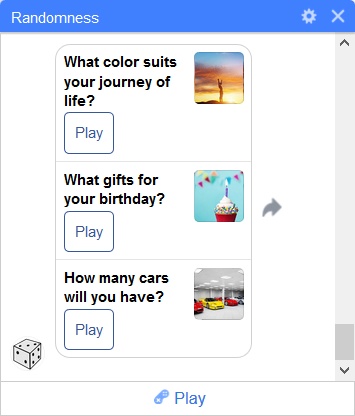 Randomness
What color suits
your journey of
life?
Play
What gifts for
your birthday?
Play
How many cars
will you have?
Play
Play